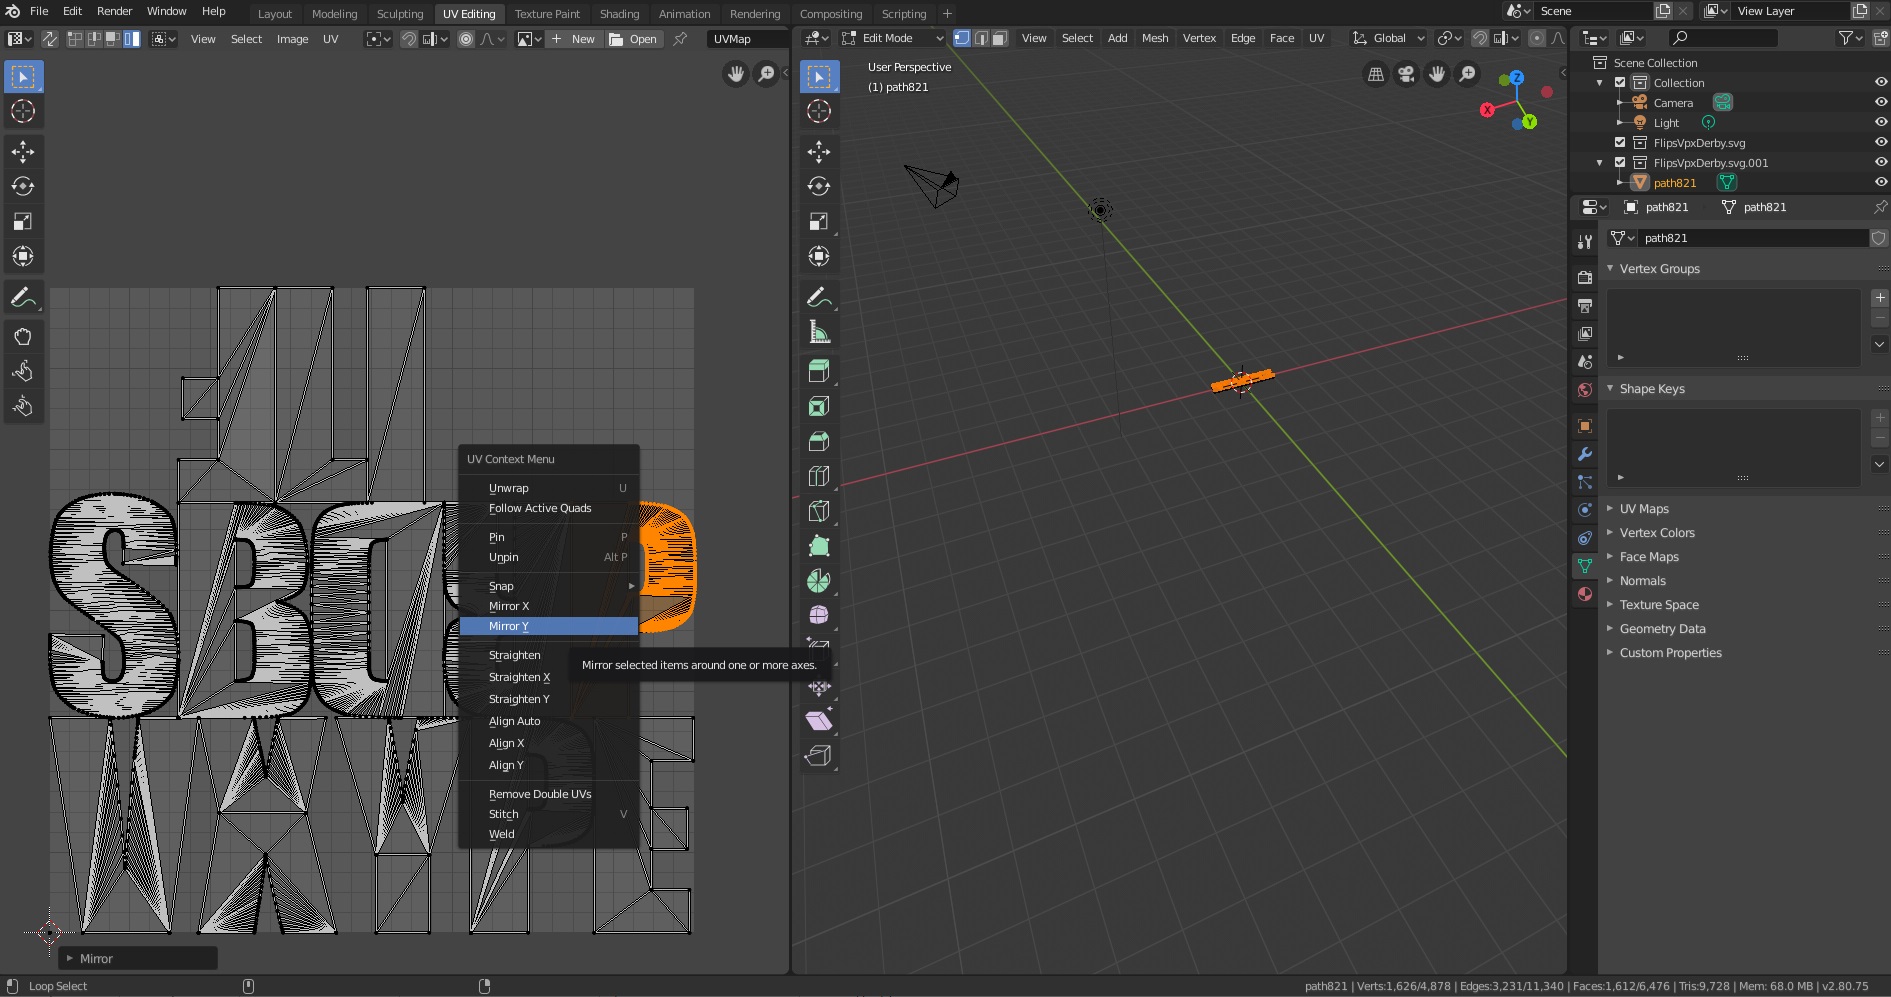 File Edit Render Window Help Layout Modeling Sculpting UV Editing Texture Paint Shading Animation Rendering Compositing Scripting + Scene View Layer
View Select Image UV New Open UVMap
Edit Mode View Select Add Mesh Vertex Edge Face UV Global
User Perspective
(1) path821
X
Y
Z
UV Context Menu
Unwrap U
Follow Active Quads
Pin P
Unpin Alt P
Snap
Mirror X
Mirror Y
Straighten
Straighten X
Straighten Y
Align Auto
Align X
Align Y
Remove Double UVs
Stitch V
Weld
Mirror selected items around one or more axes.
Mirror
Scene Collection
Collection
Camera
Light
FlipsVpxDerby.svg
FlipsVpxDerby.svg.001
path821
path821 path821
path821
Vertex Groups
Shape Keys
UV Maps
Vertex Colors
Face Maps
Normals
Texture Space
Geometry Data
Custom Properties
Loop Select
path821 | Verts:1,626/4,878 | Edges:3,231/11,340 | Faces:1,612/6,476 | Tris:9,728 | Mem: 68.0 MB | v2.80.75